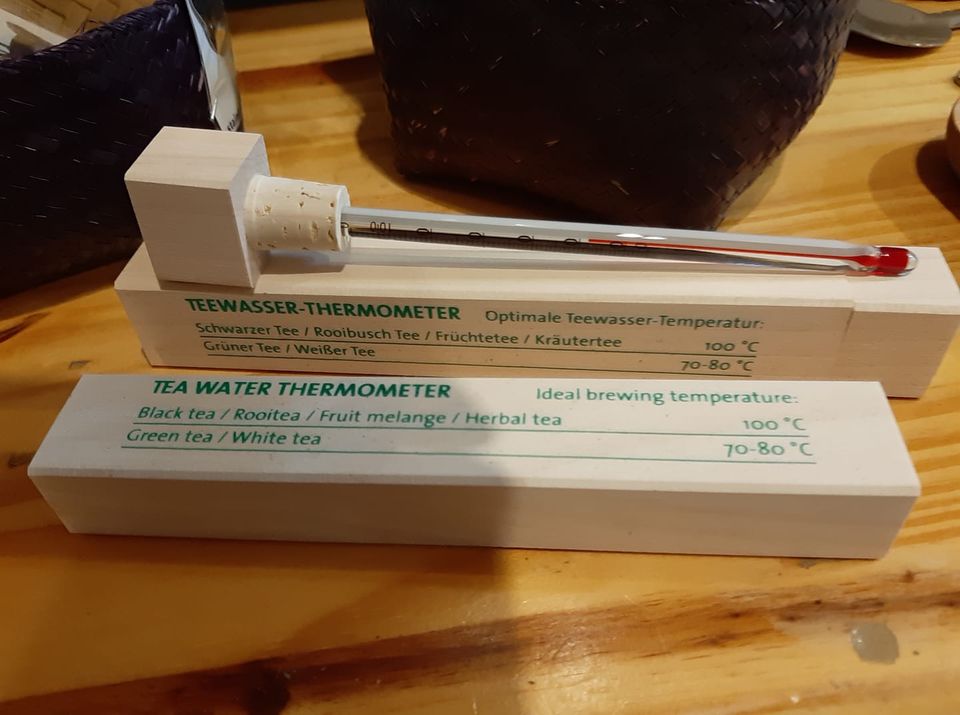 100
TEEWASSER-THERMOMETER Optimale Teewasser-Temperatur:
Schwarzer Tee / Rooibusch Tee / Früchtetee / Kräutertee 100 °C
Grüner Tee / Weißer Tee 70-80 °C
TEA WATER THERMOMETER Ideal brewing temperature:
Black tea / Rooitea / Fruit melange / Herbal tea 100 °C
Green tea / White tea 70-80 °C